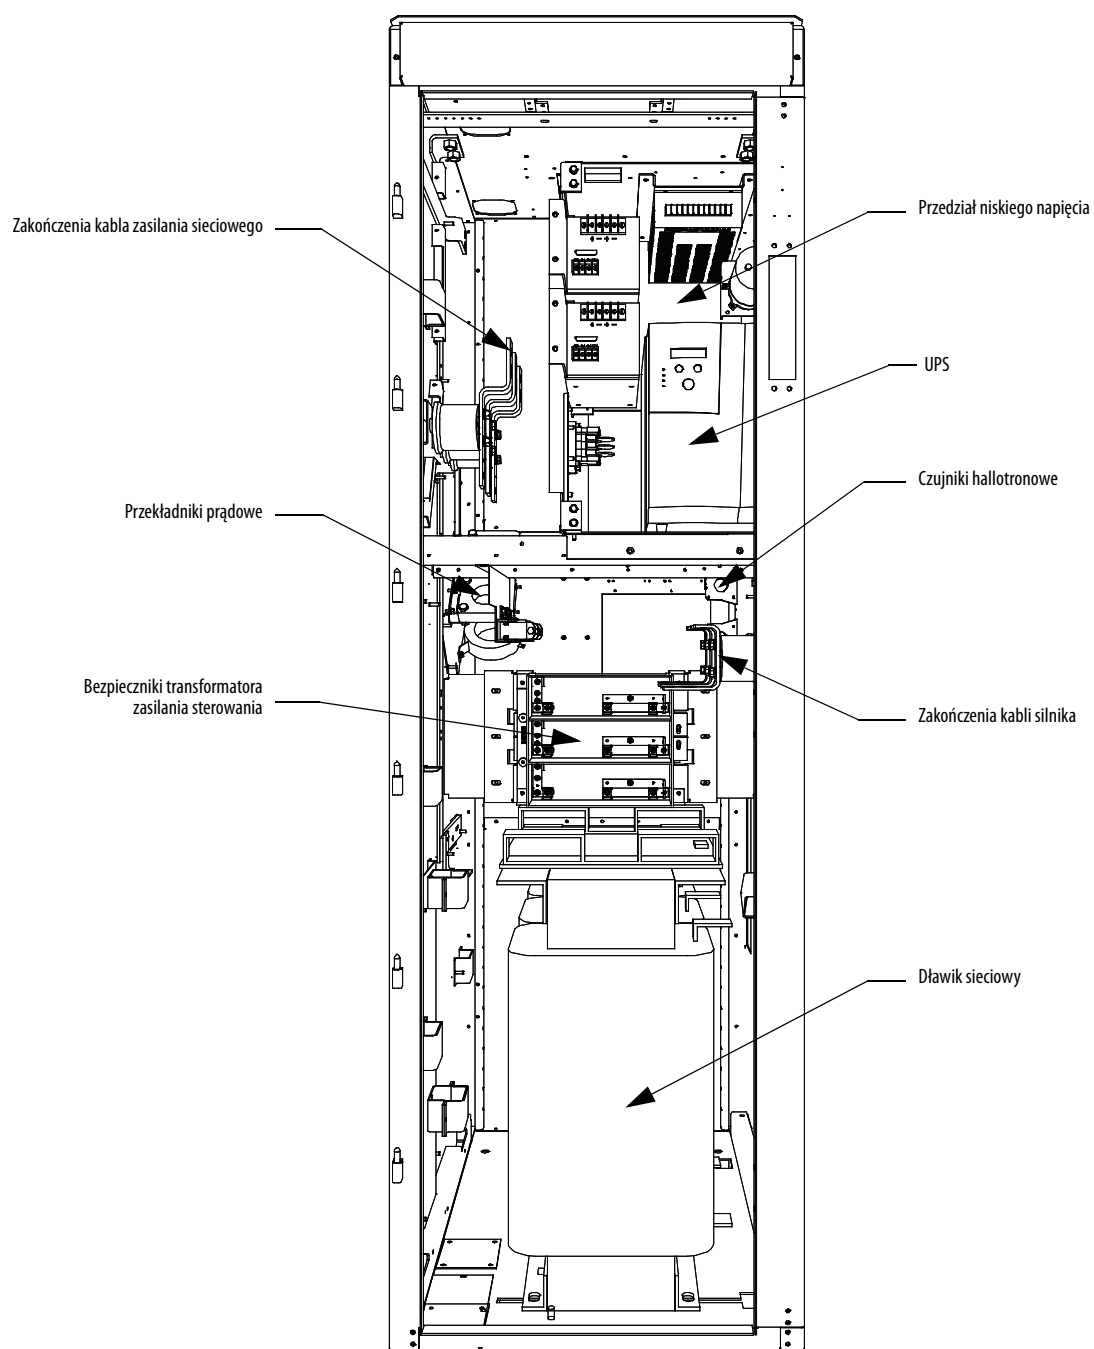 Przedział niskiego napięcia
Zakończenia kabla zasilania sieciowego
UPS
Czujniki hallotronowe
Przekładniki prądowe
Bezpieczniki transformatora
zasilania sterowania
Zakończenia kabli silnika
Dławik sieciowy